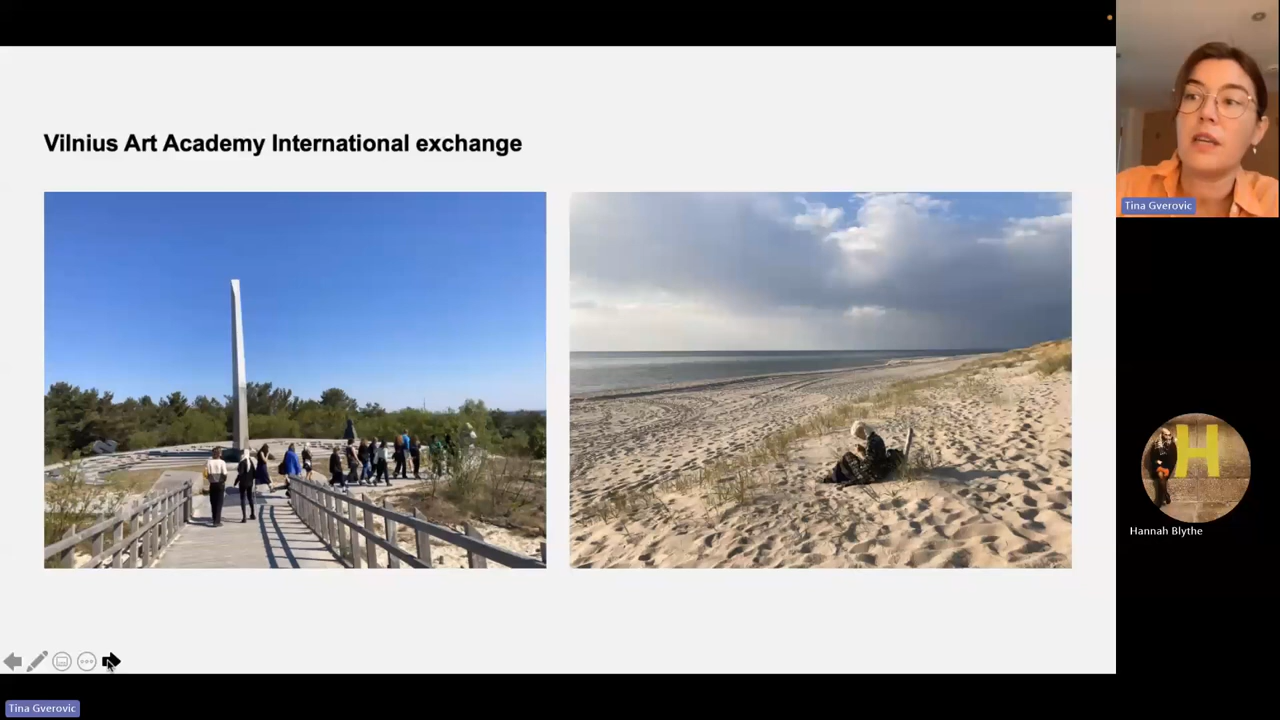 Vilnius Art Academy International exchange
Tina Gverovic
H
Hannah Blythe
Tina Gverovic